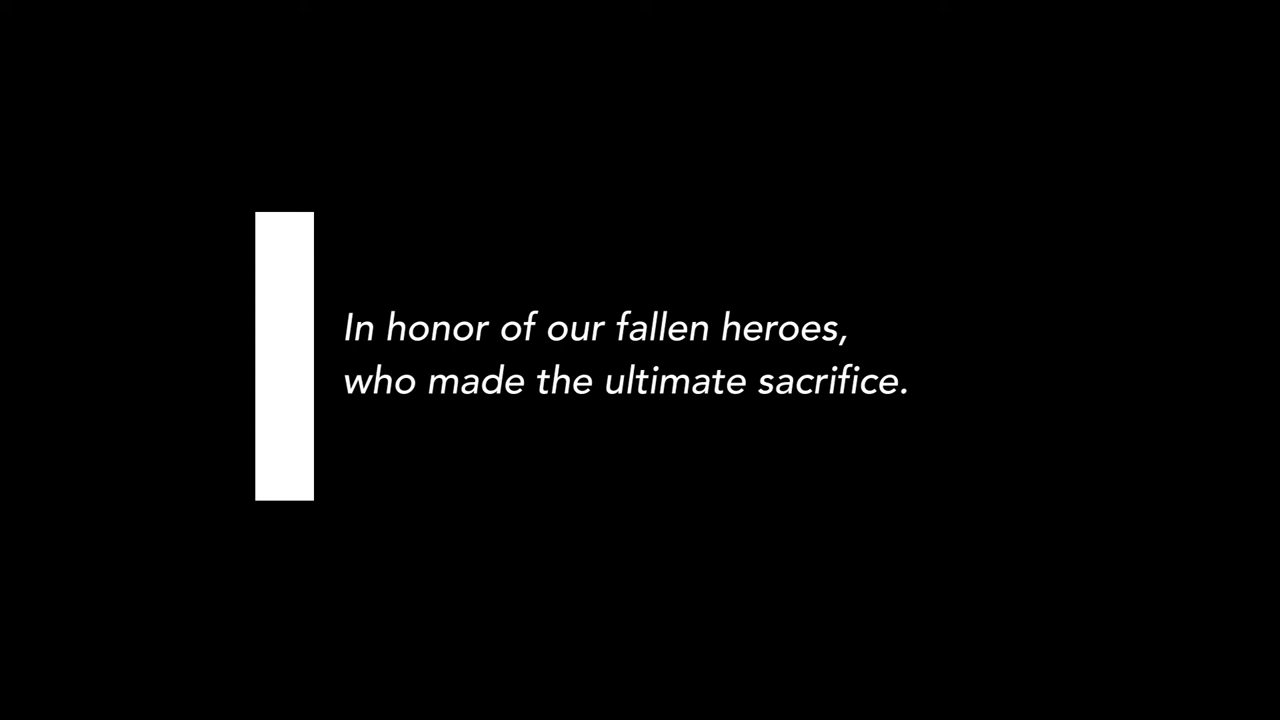 In honor of our fallen heroes,
who made the ultimate sacrifice.